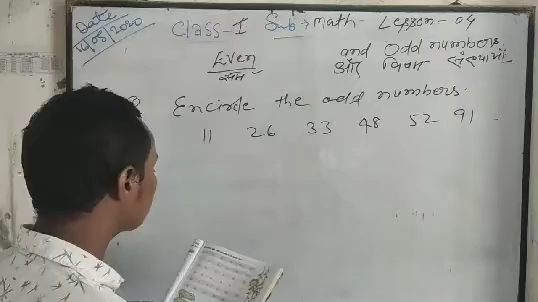 Date
14/08/2020
Class-I Sub→Math- Lesson-04
Even and Odd numbers
सम और विषम संख्याओं
Encircle the odd numbers.
11 26 33 48 52 91